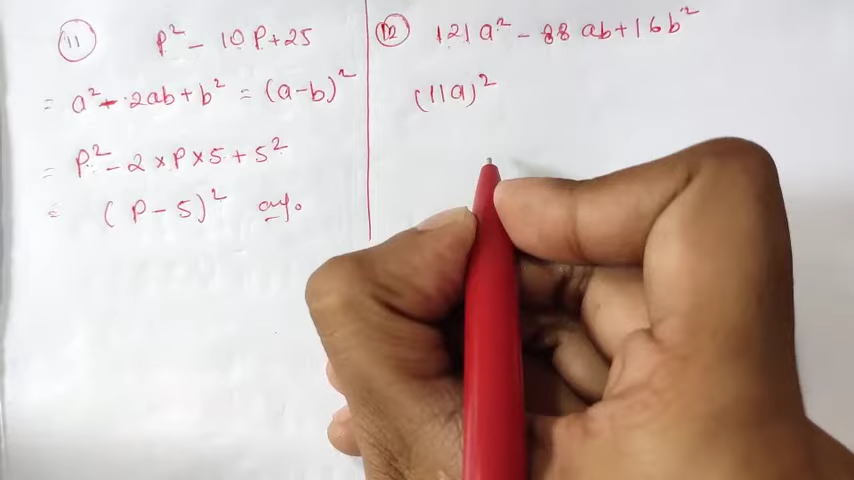 11 P² - 10P+25
= a² - 2ab + b² = (a-b)²
= P² - 2 × P × 5 + 5²
= (P - 5)² Ans.
12 121a² - 88ab+16b²
(11a)²